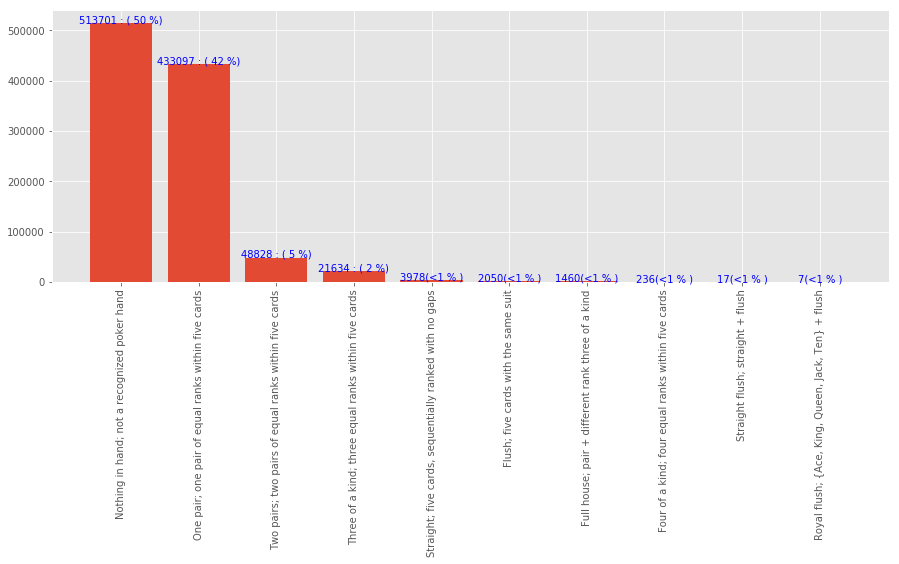 513701 : ( 50 %)
433097 : ( 42 %)
48828 : ( 5 %)
21634 : ( 2 %)
3978(<1 % )
2050(<1 % )
1460(<1 % )
236(<1 % )
17(<1 % )
7(<1 % )
500000
400000
300000
200000
100000
0
Nothing in hand; not a recognized poker hand
One pair; one pair of equal ranks within five cards
Two pairs; two pairs of equal ranks within five cards
Three of a kind; three equal ranks within five cards
Straight; five cards, sequentially ranked with no gaps
Flush; five cards with the same suit
Full house; pair + different rank three of a kind
Four of a kind; four equal ranks within five cards
Straight flush; straight + flush
Royal flush; {Ace, King, Queen, Jack, Ten} + flush